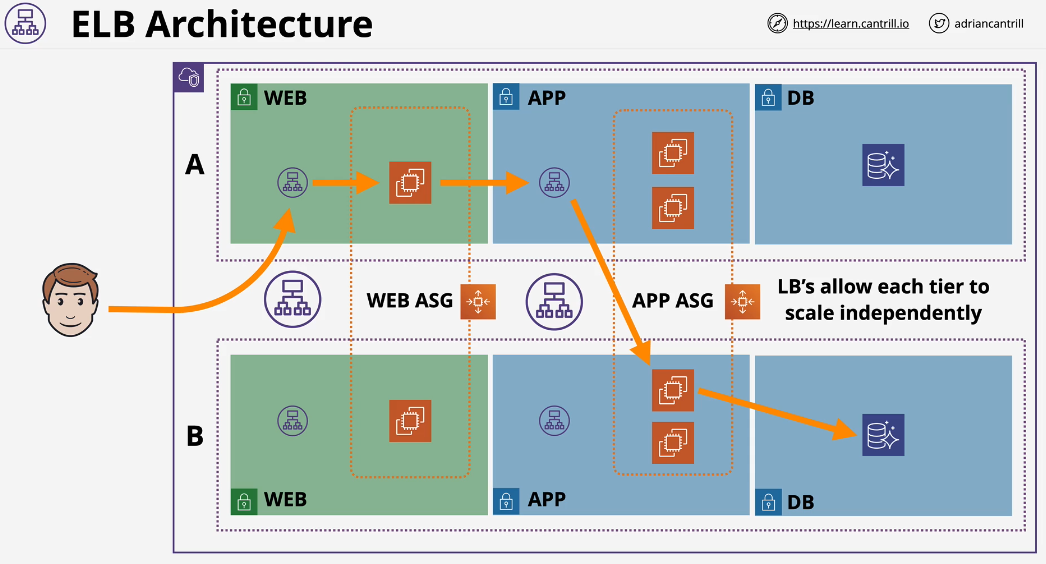 ELB Architecture
https://learn.cantrill.io
adriancantrill
WEB
APP
DB
A
WEB ASG
APP ASG
LB's allow each tier to
scale independently
B
WEB
APP
DB